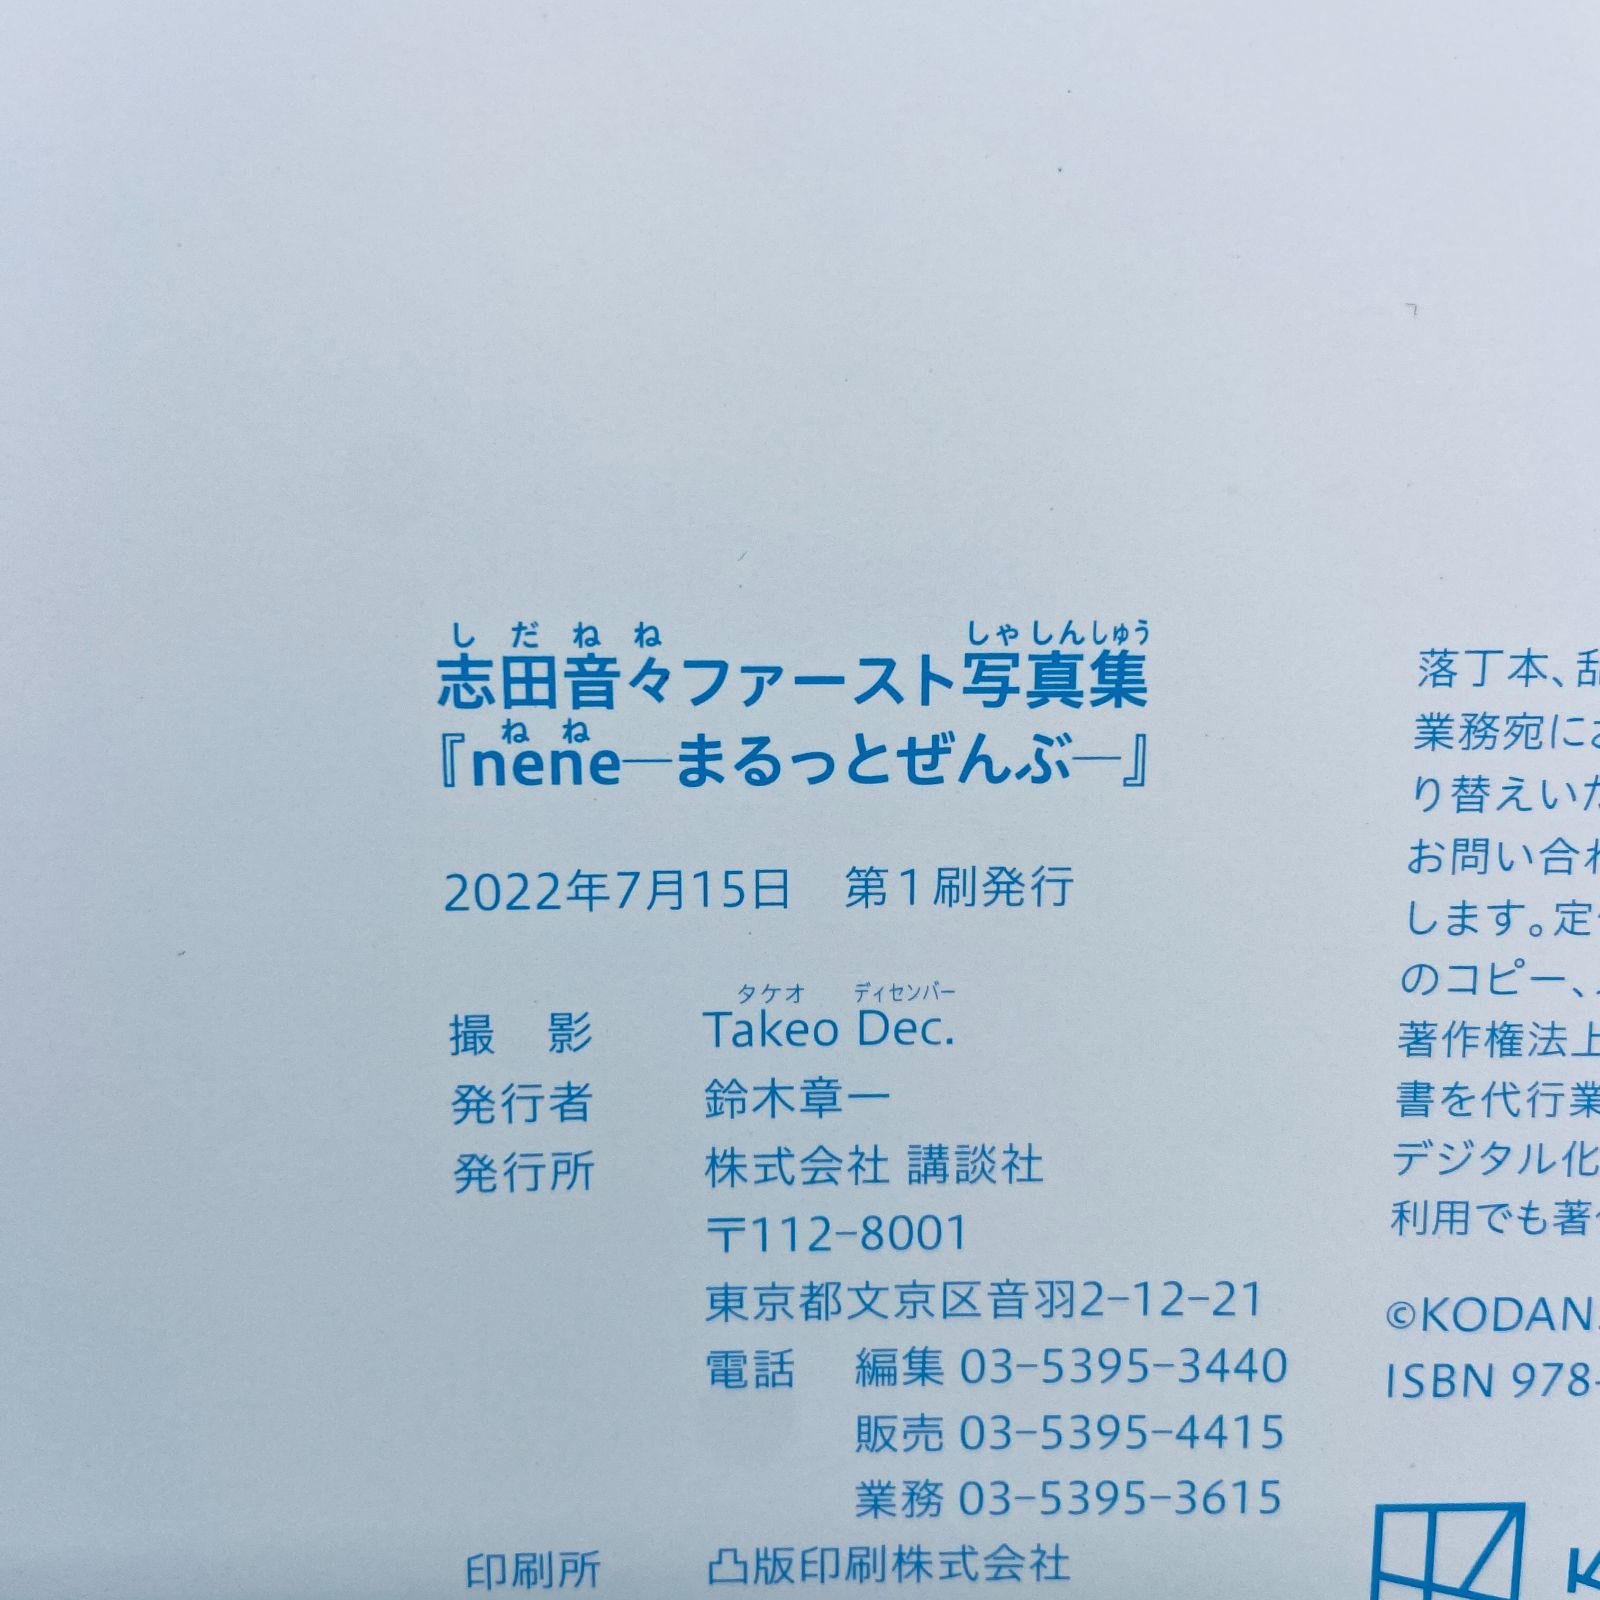 しだねね しゃしんしゅう
志田音々ファースト写真集
ねね
『nene―まるっとぜんぶ―』
2022年7月15日 第1刷発行
タケオ ディセンバー
撮 影 Takeo Dec.
発行者 鈴木章一
発行所 株式会社 講談社
〒112-8001
東京都文京区音羽2-12-21
電話 編集 03-5395-3440
販売 03-5395-4415
業務 03-5395-3615
印刷所 凸版印刷株式会社
落丁本、乱
業務宛に
り替えいた
お問い合わ
します。定
のコピー、
著作権法上
書を代行業
デジタル化
利用でも著
©KODAN
ISBN 978-
K